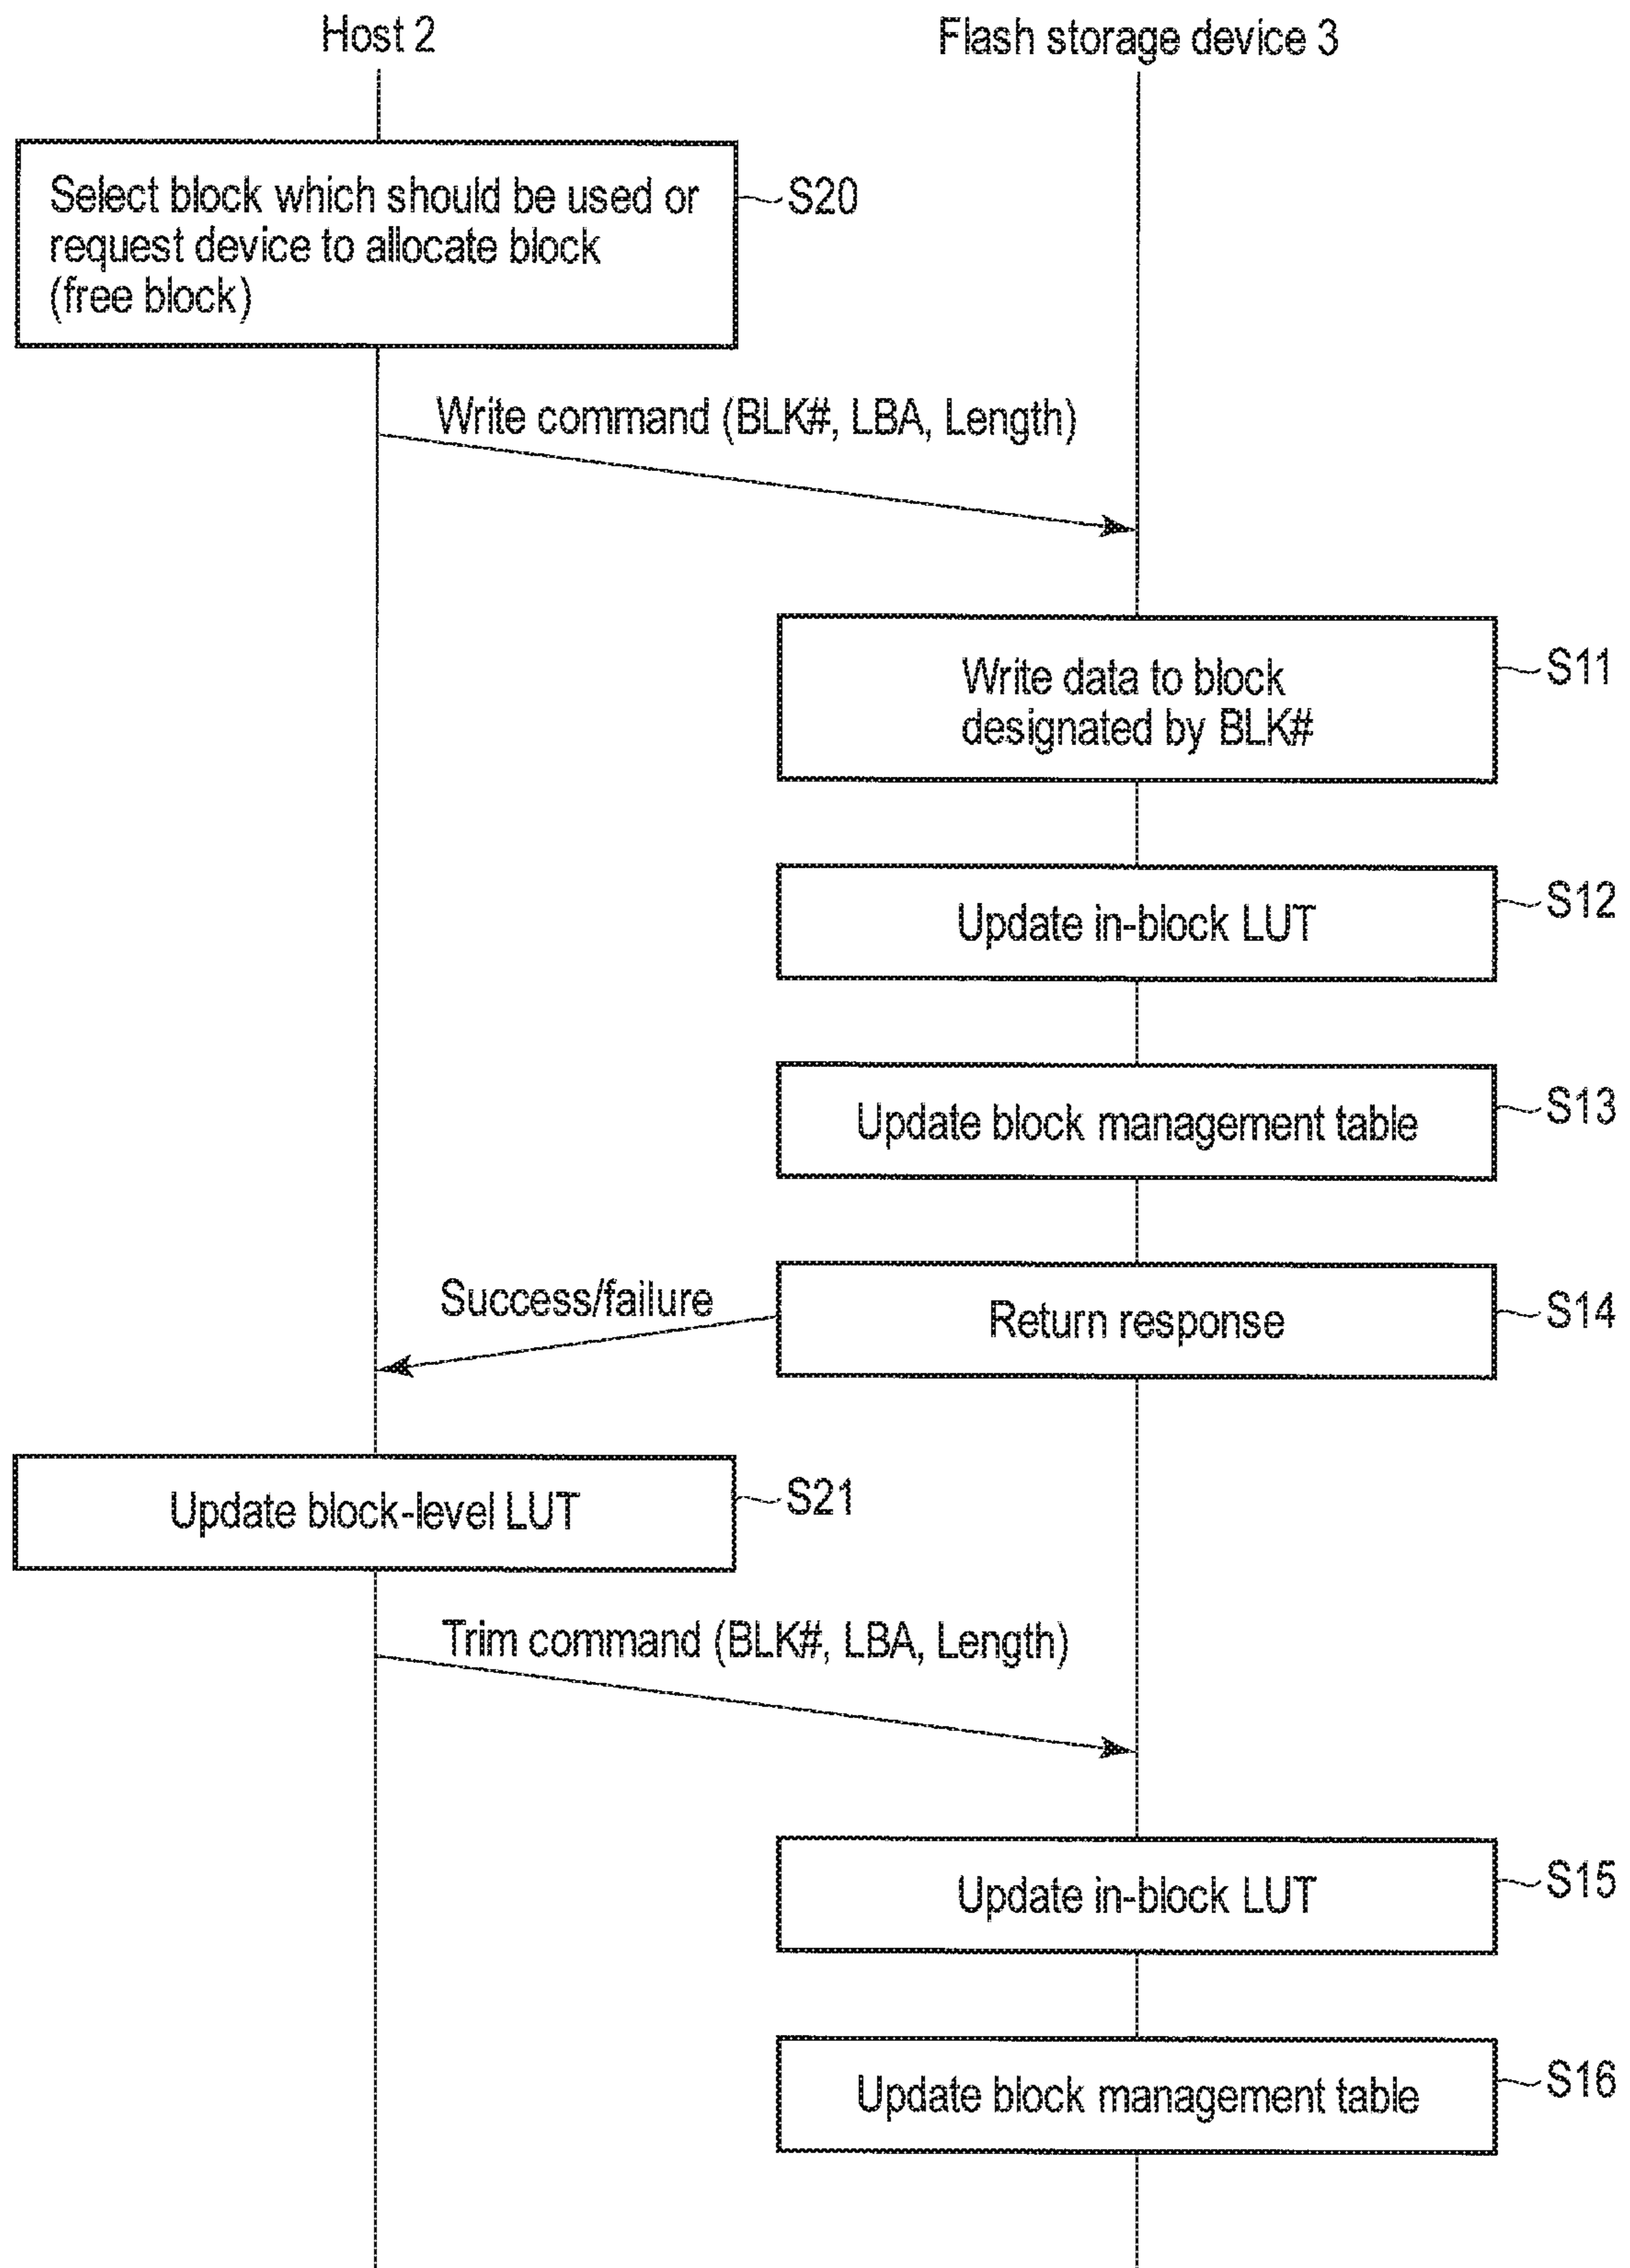 Host 2
Flash storage device 3
Select block which should be used or
request device to allocate block
(free block)
S20
Write command (BLK#, LBA, Length)
Write data to block
designated by BLK#
S11
Update in-block LUT
S12
Update block management table
S13
Success/failure
Return response
S14
Update block-level LUT
S21
Trim command (BLK#, LBA, Length)
Update in-block LUT
S15
Update block management table
S16